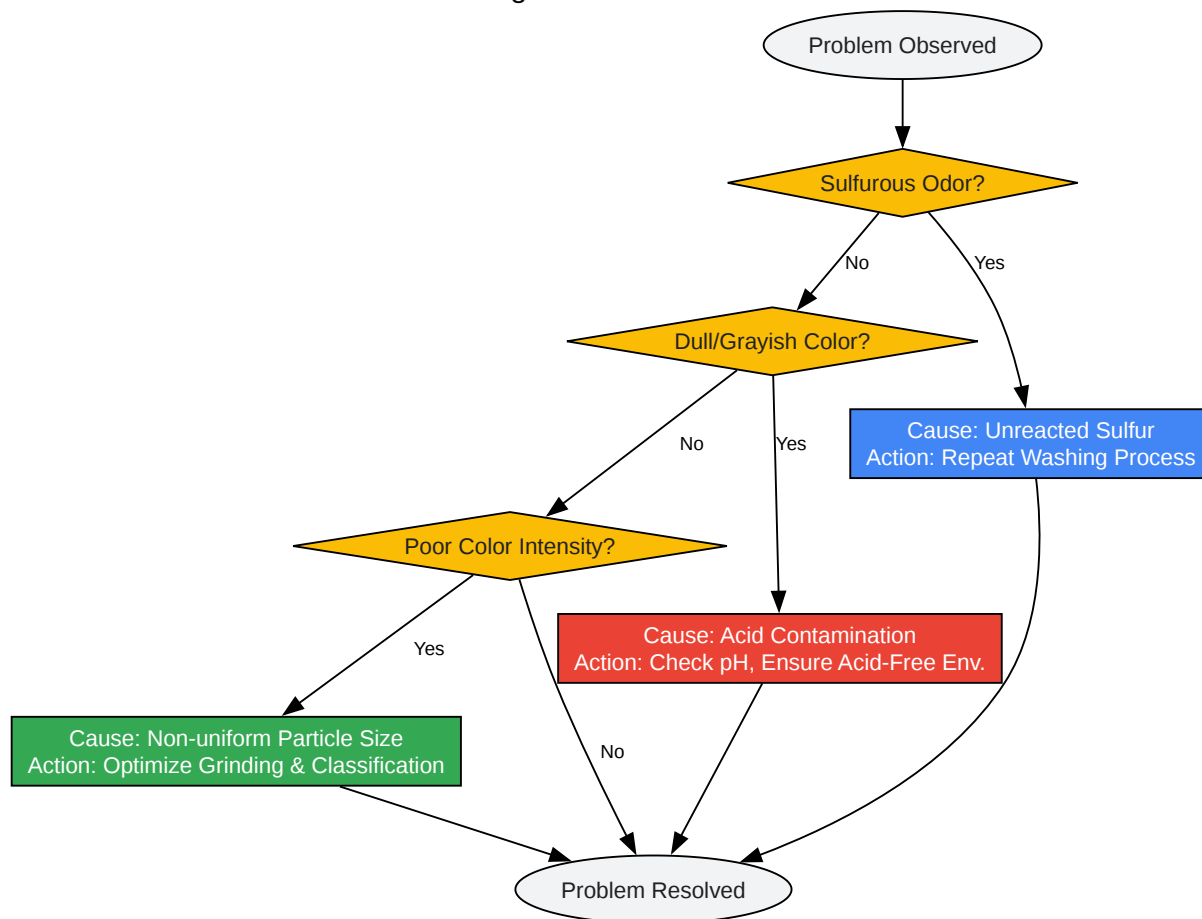 Problem Observed
Sulfurous Odor?
No
Yes
Dull/Grayish Color?
No
Yes
Cause: Unreacted Sulfur
Action: Repeat Washing Process
Poor Color Intensity?
Yes
Cause: Acid Contamination
Action: Check pH, Ensure Acid-Free Env.
Cause: Non-uniform Particle Size
Action: Optimize Grinding & Classification
No
Problem Resolved